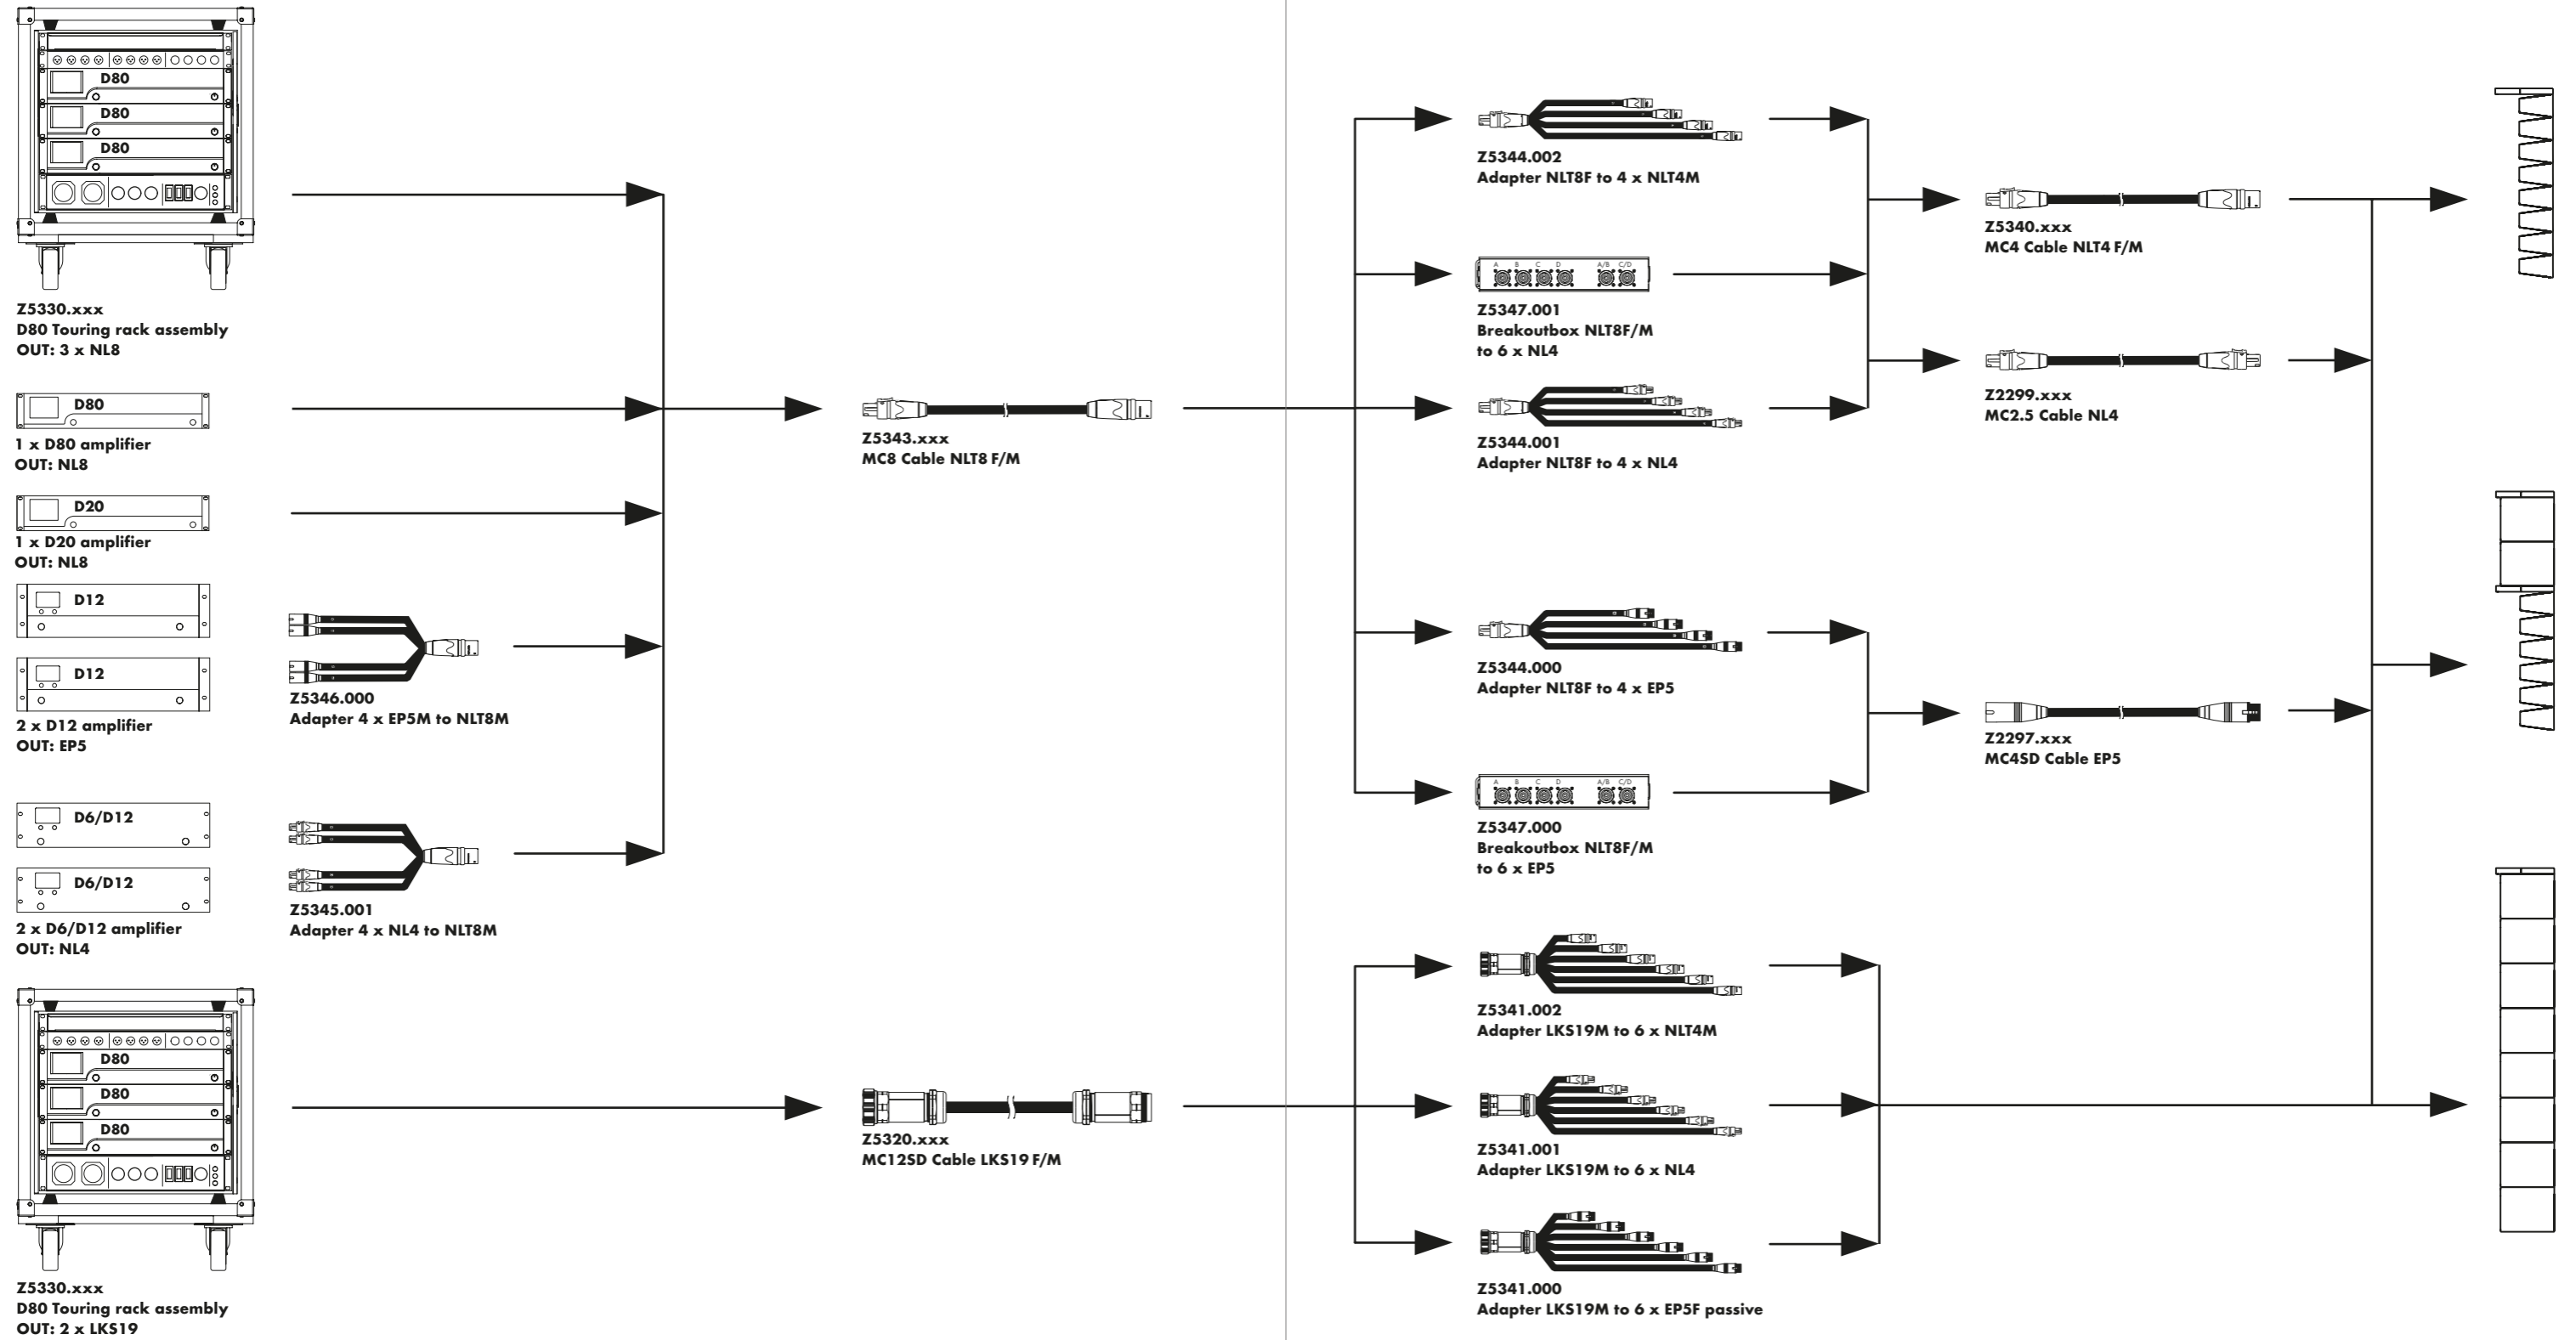 D80
D80
D80
Z5330.xxx
D80 Touring rack assembly
OUT: 3 x NL8
D80
1 x D80 amplifier
OUT: NL8
D20
1 x D20 amplifier
OUT: NL8
D12
D12
2 x D12 amplifier
OUT: EP5
Z5346.000
Adapter 4 x EP5M to NLT8M
D6/D12
D6/D12
2 x D6/D12 amplifier
OUT: NL4
Z5345.001
Adapter 4 x NL4 to NLT8M
D80
D80
D80
Z5330.xxx
D80 Touring rack assembly
OUT: 2 x LKS19
Z5343.xxx
MC8 Cable NLT8 F/M
Z5320.xxx
MC12SD Cable LKS19 F/M
Z5344.002
Adapter NLT8F to 4 x NLT4M
A B C D A/B C/D
Z5347.001
Breakoutbox NLT8F/M
to 6 x NL4
Z5344.001
Adapter NLT8F to 4 x NL4
Z5344.000
Adapter NLT8F to 4 x EP5
A B C D A/B C/D
Z5347.000
Breakoutbox NLT8F/M
to 6 x EP5
Z5341.002
Adapter LKS19M to 6 x NLT4M
Z5341.001
Adapter LKS19M to 6 x NL4
Z5341.000
Adapter LKS19M to 6 x EP5F passive
Z5340.xxx
MC4 Cable NLT4 F/M
Z2299.xxx
MC2.5 Cable NL4
Z2297.xxx
MC4SD Cable EP5